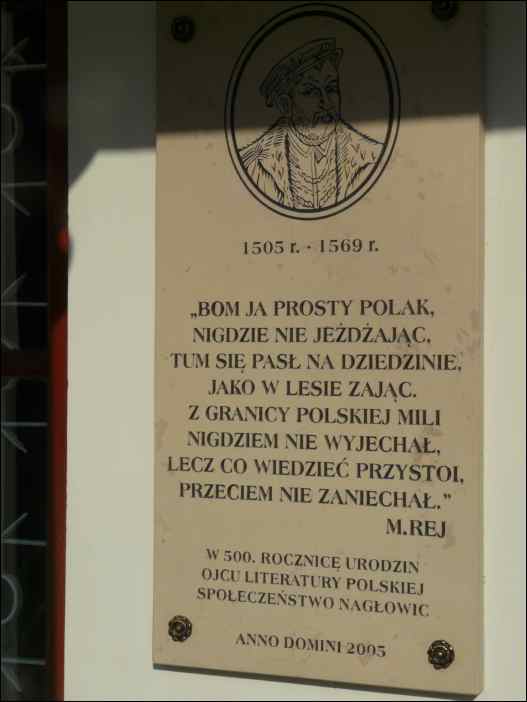 1505 r. · 1569 r.
„BOM JA PROSTY POLAK,
NIGDZIE NIE JEŻDŻAJĄC,
TUM SIĘ PASŁ NA DZIEDZINIE,
JAKO W LESIE ZAJĄC.
Z GRANICY POLSKIEJ MILI
NIGDZIEM NIE WYJECHAŁ,
LECZ CO WIEDZIEĆ PRZYSTOI,
PRZECIEM NIE ZANIECHAŁ.”
M.REJ
W 500. ROCZNICĘ URODZIN
OJCU LITERATURY POLSKIEJ
SPOŁECZEŃSTWO NAGŁOWIC
ANNO DOMINI 2005